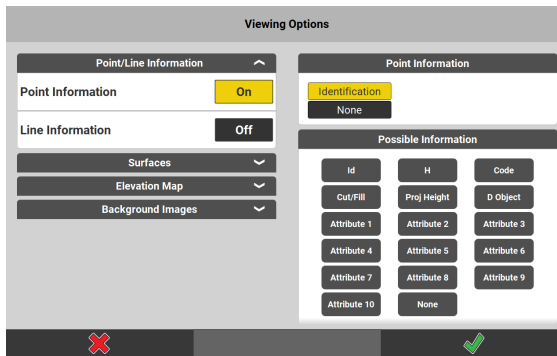 Viewing Options
Point/Line Information
Point Information
On
Line Information
Off
Surfaces
Elevation Map
Background Images
Point Information
Identification
None
Possible Information
Id H Code
Cut/Fill Proj Height D Object
Attribute 1 Attribute 2 Attribute 3
Attribute 4 Attribute 5 Attribute 6
Attribute 7 Attribute 8 Attribute 9
Attribute 10 None